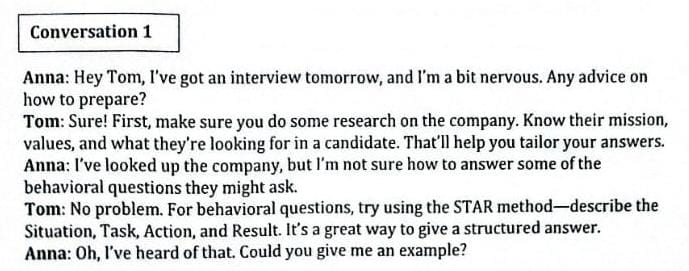 Conversation 1
Anna: Hey Tom, I've got an interview tomorrow, and I'm a bit nervous. Any advice on
how to prepare?
Tom: Sure! First, make sure you do some research on the company. Know their mission,
values, and what they're looking for in a candidate. That'll help you tailor your answers.
Anna: I've looked up the company, but I'm not sure how to answer some of the
behavioral questions they might ask.
Tom: No problem. For behavioral questions, try using the STAR method—describe the
Situation, Task, Action, and Result. It's a great way to give a structured answer.
Anna: Oh, I've heard of that. Could you give me an example?